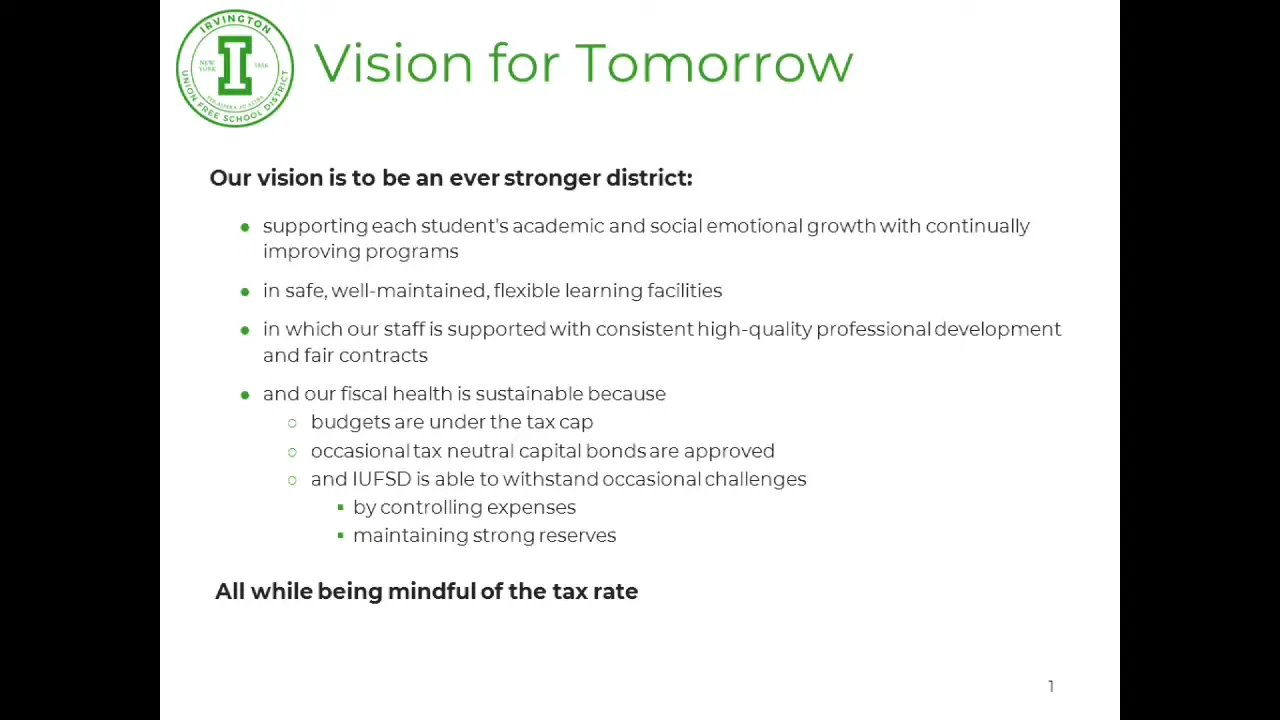 IRVINGTON
NEW YORK
UNION FREE SCHOOL DISTRICT
Vision for Tomorrow
Our vision is to be an ever stronger district:
● supporting each student's academic and social emotional growth with continually
improving programs
● in safe, well-maintained, flexible learning facilities
● in which our staff is supported with consistent high-quality professional development
and fair contracts
● and our fiscal health is sustainable because
○ budgets are under the tax cap
○ occasional tax neutral capital bonds are approved
○ and IUFSD is able to withstand occasional challenges
▪ by controlling expenses
▪ maintaining strong reserves
All while being mindful of the tax rate
1